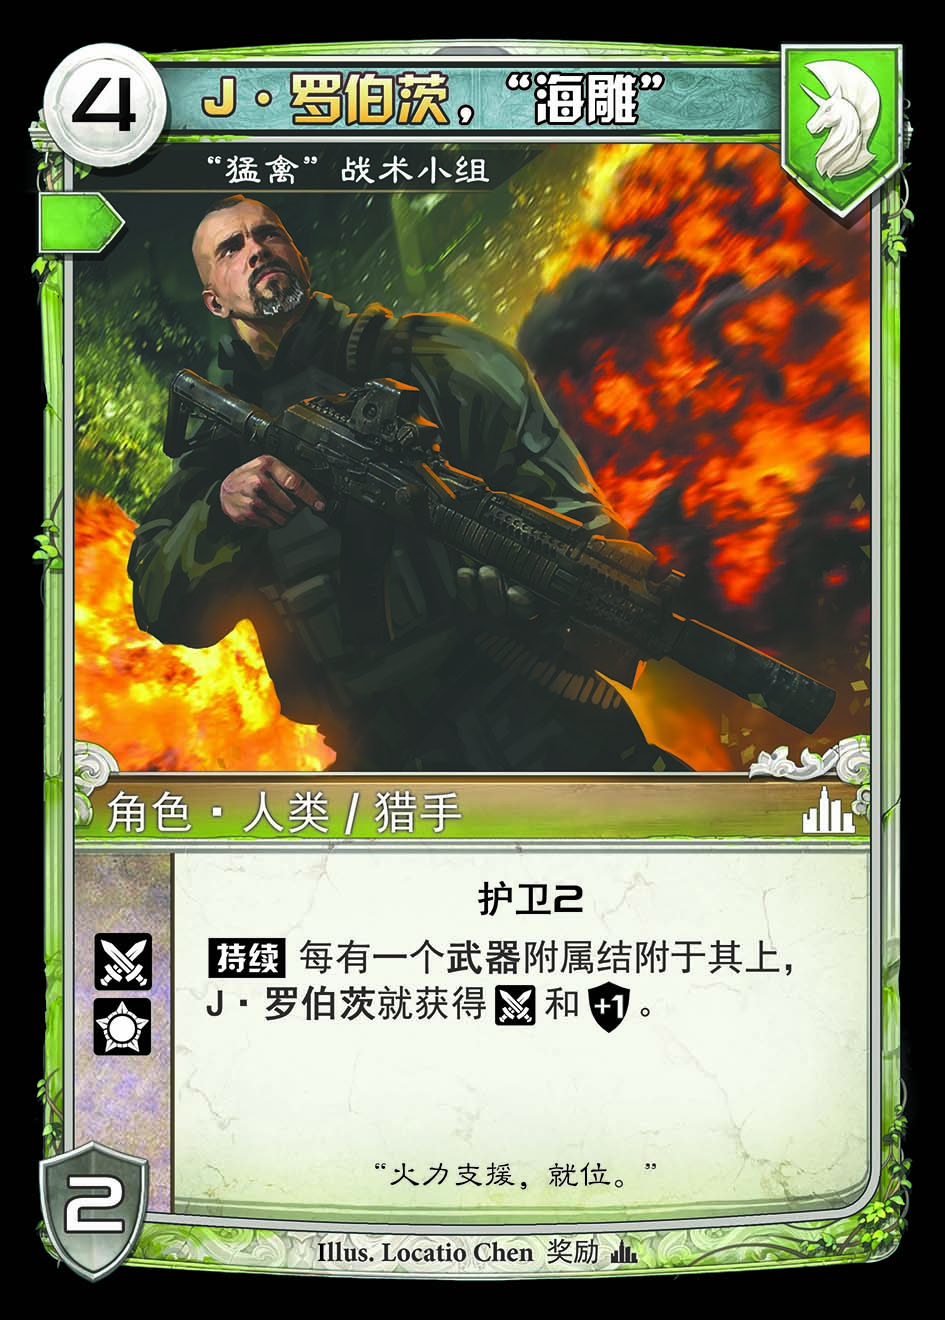 4
J·罗伯茨，“海雕”
“猛禽” 战术小组
角色·人类/猎手
护卫2
持续 每有一个武器附属结附于其上，
J·罗伯茨就获得 和 +1 。
“火力支援，就位。”
2
Illus. Locatio Chen 奖励